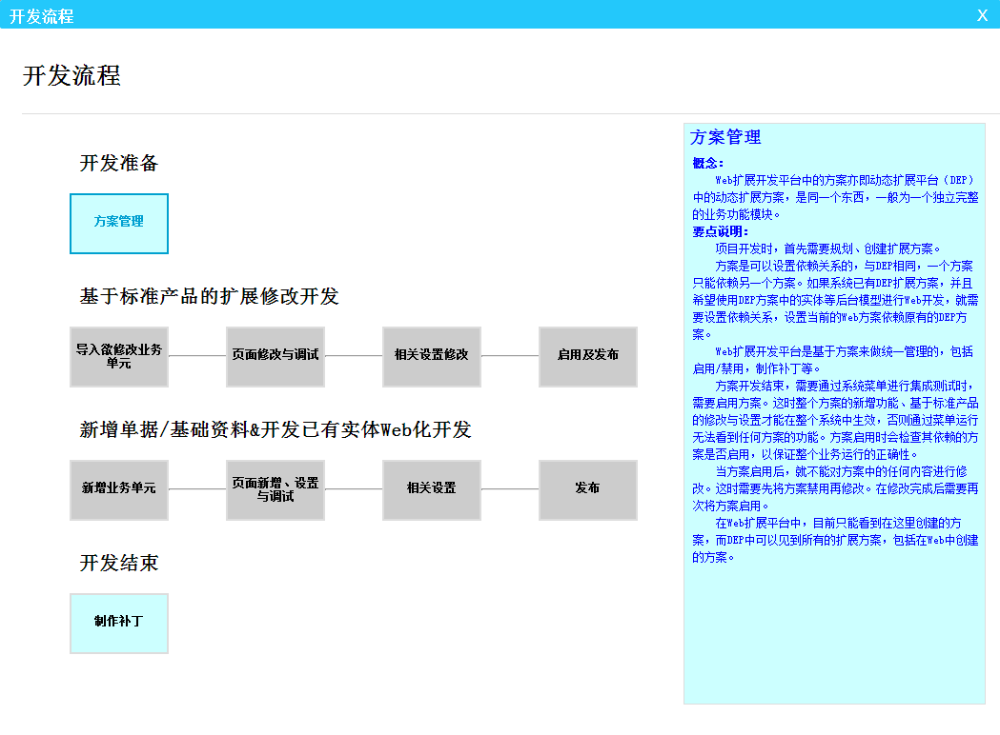 开发流程 X
开发流程
开发准备
方案管理
基于标准产品的扩展修改开发
导入欲修改业务
单元
页面修改与调试
相关设置修改
启用及发布
新增单据/基础资料&开发已有实体Web化开发
新增业务单元
页面新增、设置
与调试
相关设置
发布
开发结束
制作补丁
方案管理
概念：
Web扩展开发平台中的方案亦即动态扩展平台（DEP）
中的动态扩展方案，是同一个东西，一般为一个独立完整
的业务功能模块。
要点说明：
项目开发时，首先需要规划、创建扩展方案。
方案是可以设置依赖关系的，与DEP相同，一个方案
只能依赖另一个方案。如果系统已有DEP扩展方案，并且
希望使用DEP方案中的实体等后台模型进行Web开发，就需
要设置依赖关系，设置当前的Web方案依赖原有的DEP方
案。
Web扩展开发平台是基于方案来做统一管理的，包括
启用/禁用，制作补丁等。
方案开发结束，需要通过系统菜单进行集成测试时，
需要启用方案。这时整个方案的新增功能、基于标准产品
的修改与设置才能在整个系统中生效，否则通过菜单运行
无法看到任何方案的功能。方案启用时会检查其依赖的方
案是否启用，以保证整个业务运行的正确性。
当方案启用后，就不能对方案中的任何内容进行修
改。这时需要先将方案禁用再修改。在修改完成后需要再
次将方案启用。
在Web扩展平台中，目前只能看到在这里创建的方
案，而DEP中可以见到所有的扩展方案，包括在Web中创建
的方案。